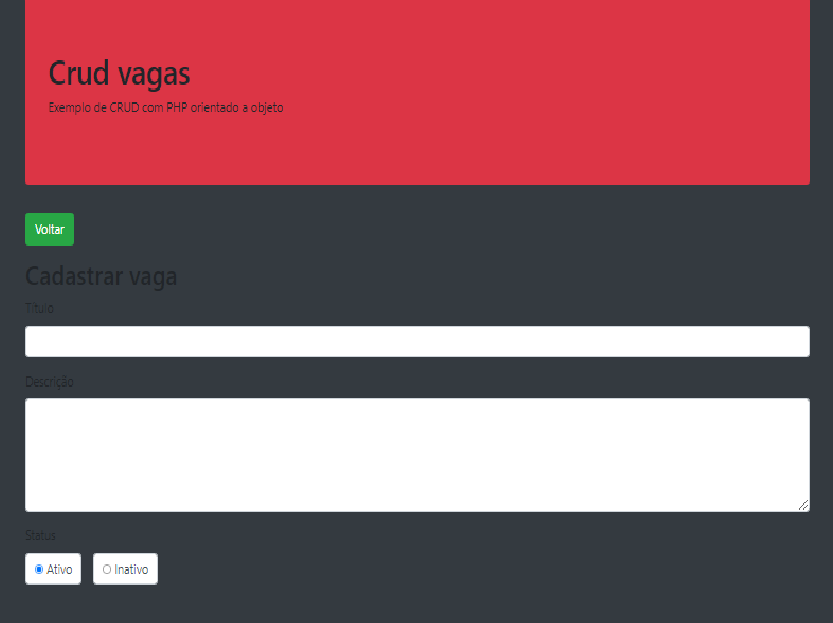 Crud vagas
Exemplo de CRUD com PHP orientado a objeto
Voltar
Cadastrar vaga
Título
Descrição
Status
Ativo
Inativo